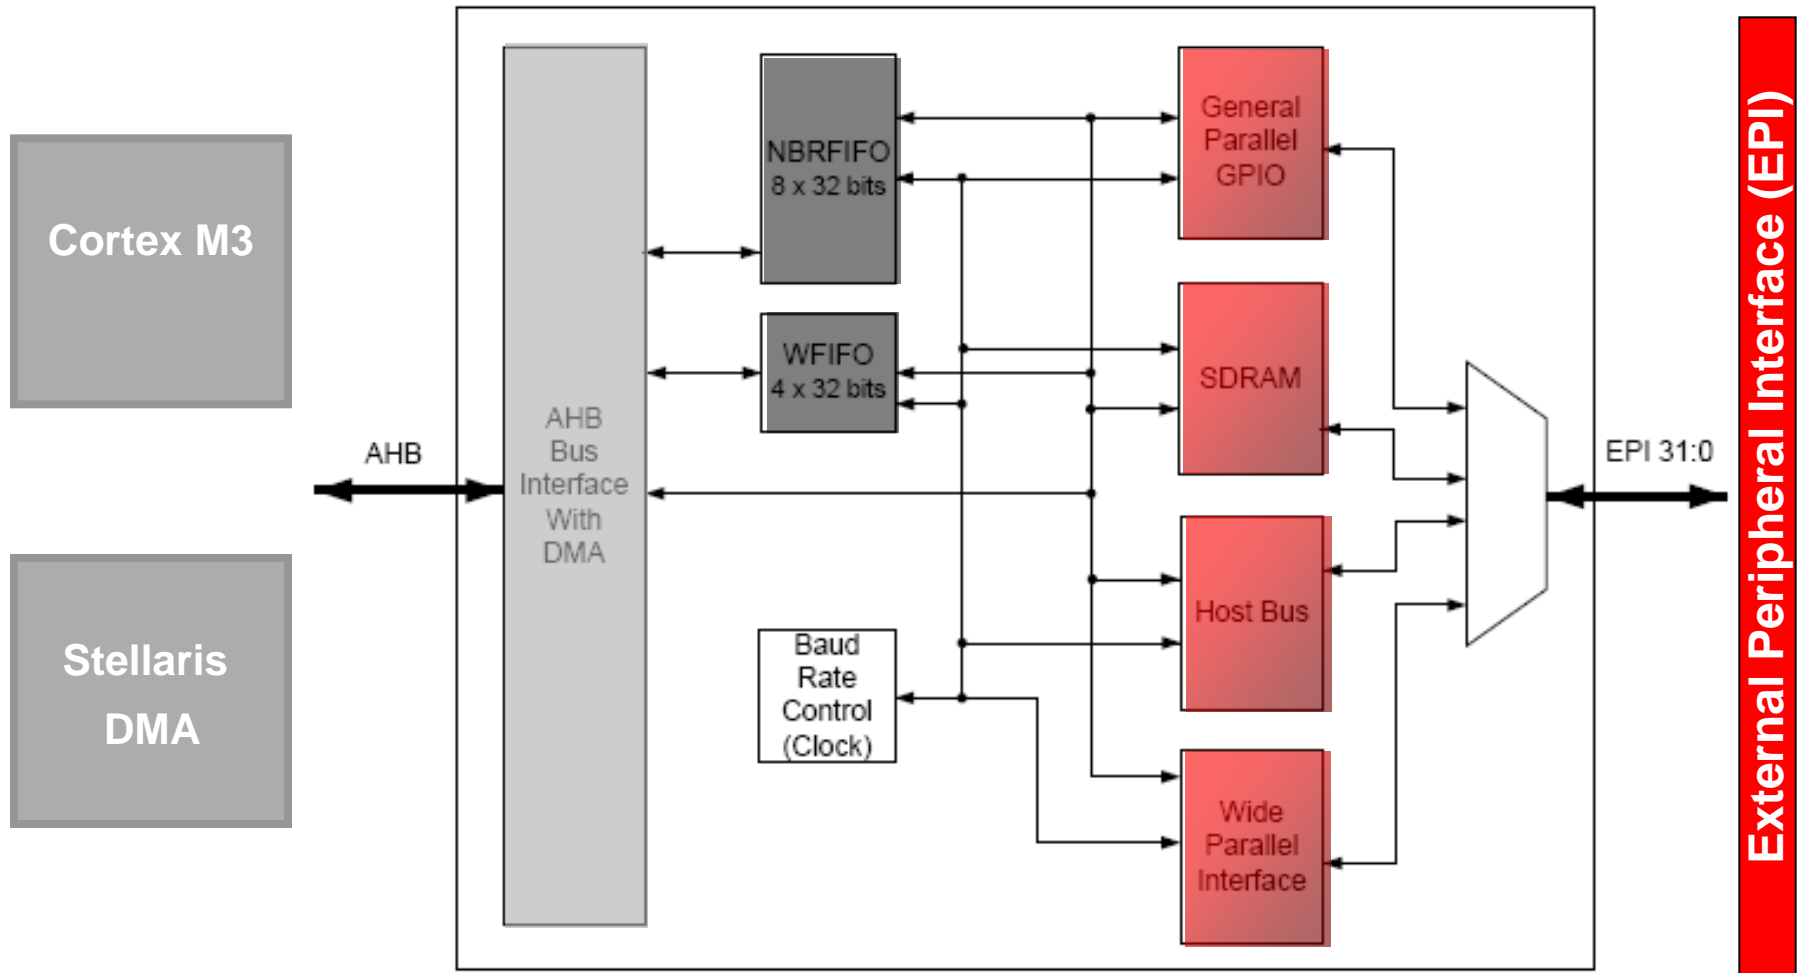 Cortex M3
Stellaris
DMA
AHB
AHB
Bus
Interface
With
DMA
NBRFIFO
8 x 32 bits
WFIFO
4 x 32 bits
Baud
Rate
Control
(Clock)
General
Parallel
GPIO
SDRAM
Host Bus
Wide
Parallel
Interface
EPI 31:0
External Peripheral Interface (EPI)